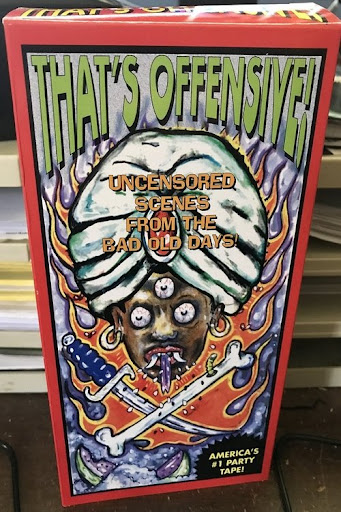 THAT'S OFFENSIVE!
UNCENSORED
SCENES
FROM THE
BAD OLD DAYS!
AMERICA'S
#1 PARTY
TAPE!